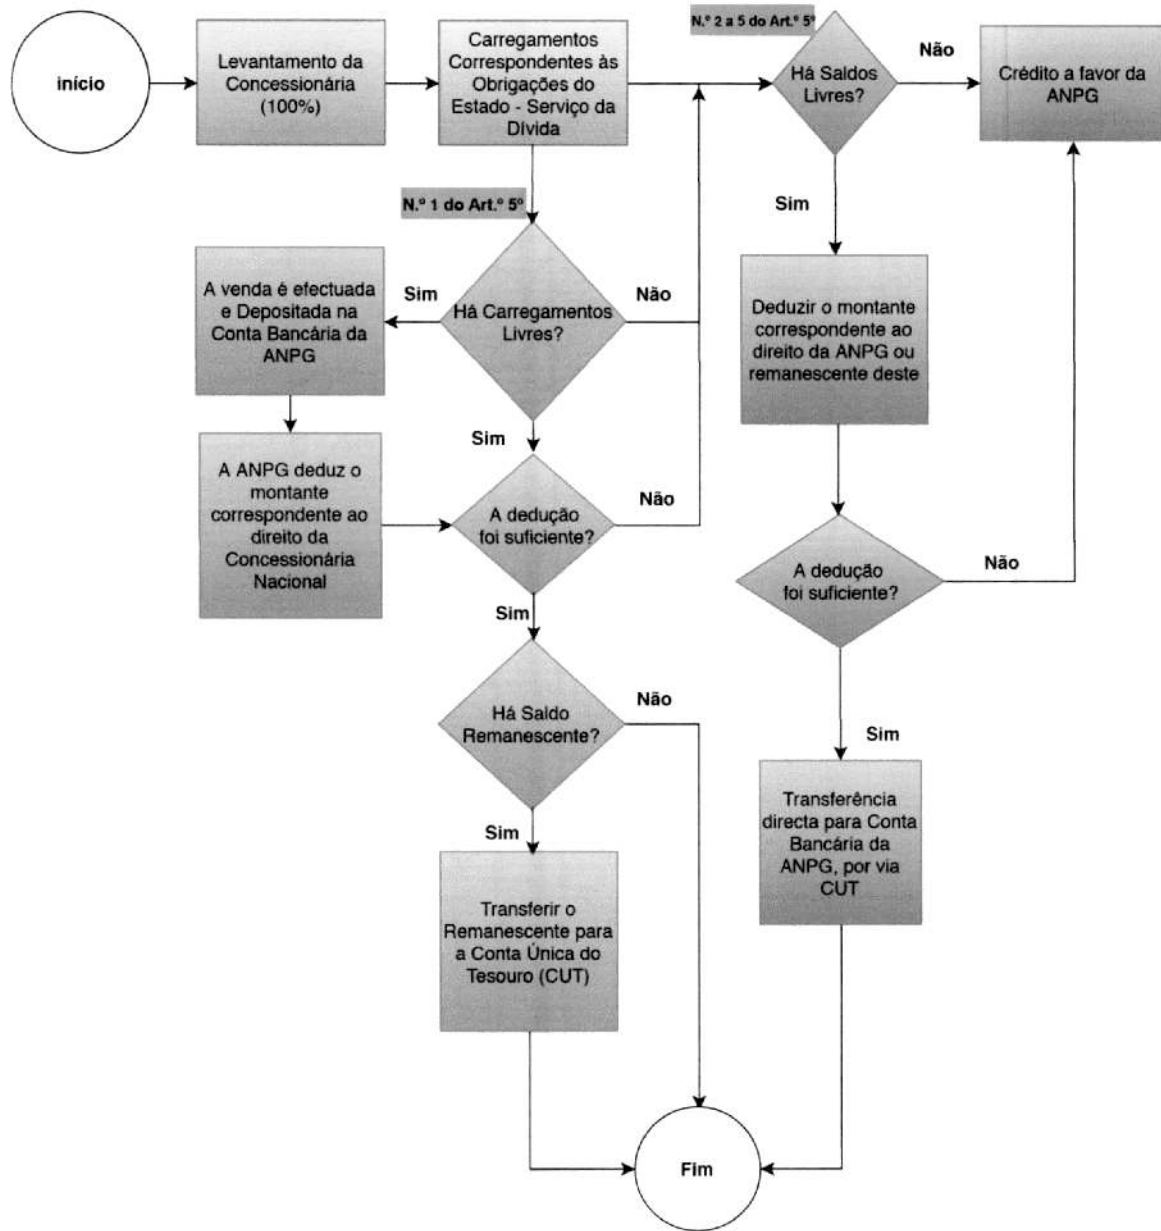 início
Levantamento da
Concessionária
(100%)
Carregamentos
Correspondentes às
Obrigações do
Estado - Serviço da
Dívida
N.º 2 a 5 do Art.º 5º
Há Saldos
Livres?
Não
Crédito a favor da
ANPG
Sim
N.º 1 do Art.º 5º
Há Carregamentos
Livres?
Sim
Não
A venda é efectuada
e Depositada na
Conta Bancária da
ANPG
Deduzir o montante
correspondente ao
direito da ANPG ou
remanescente deste
Sim
A ANPG deduz o
montante
correspondente ao
direito da
Concessionária
Nacional
A dedução
foi suficiente?
Não
Sim
A dedução
foi suficiente?
Não
Sim
Há Saldo
Remanescente?
Não
Sim
Transferência
directa para Conta
Bancária da
ANPG, por via
CUT
Transferir o
Remanescente para
a Conta Única do
Tesouro (CUT)
Fim